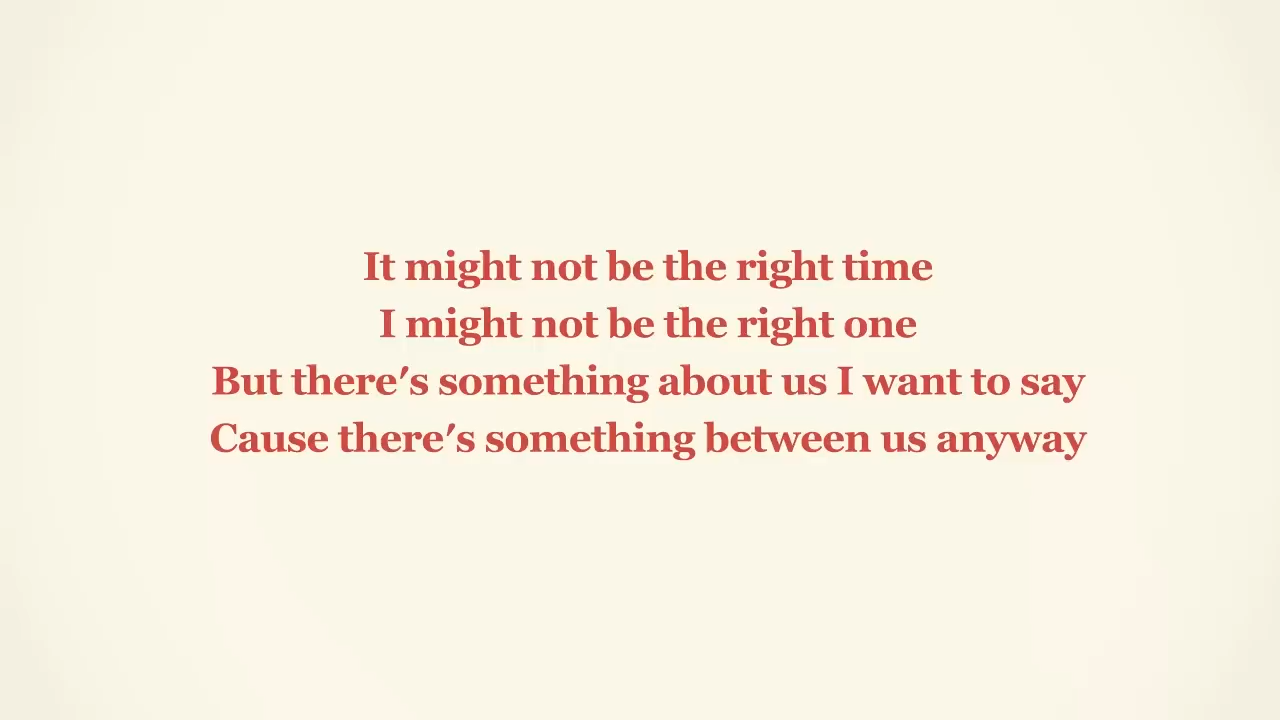 It might not be the right time
I might not be the right one
But there′s something about us I want to say
Cause there′s something between us anyway